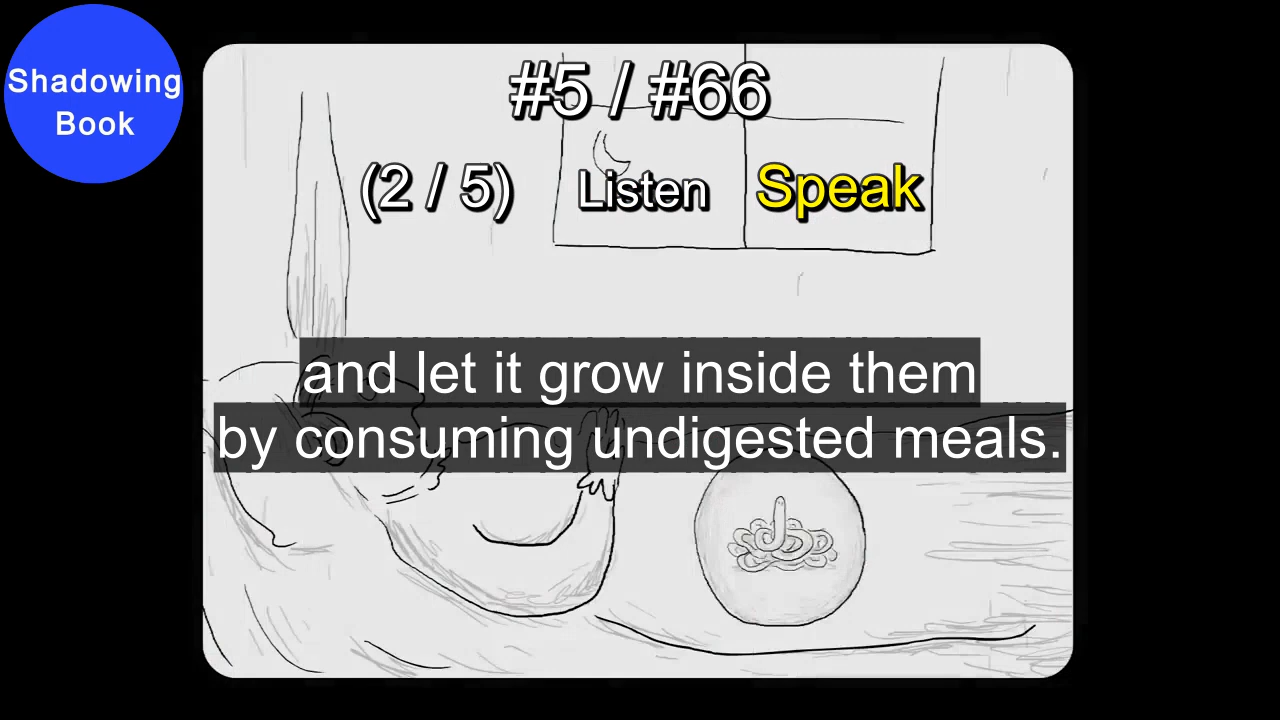 Shadowing
Book
#5 / #66
(2 / 5) Listen Speak
and let it grow inside them
by consuming undigested meals.